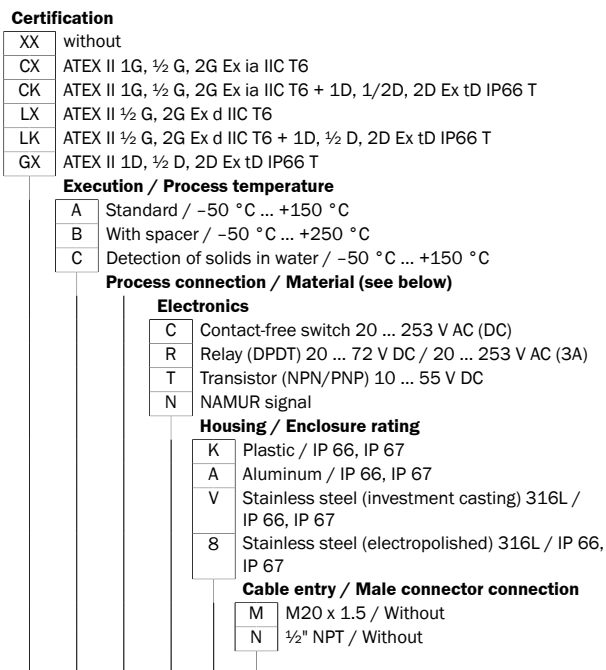 Certification
XX without
CX ATEX II 1G, ½ G, 2G Ex ia IIC T6
CK ATEX II 1G, ½ G, 2G Ex ia IIC T6 + 1D, 1/2D, 2D Ex tD IP66 T
LX ATEX II ½ G, 2G Ex d IIC T6
LK ATEX II ½ G, 2G Ex d IIC T6 + 1D, ½ D, 2D Ex tD IP66 T
GX ATEX II 1D, ½ D, 2D Ex tD IP66 T
Execution / Process temperature
A Standard / –50 °C ... +150 °C
B With spacer / –50 °C ... +250 °C
C Detection of solids in water / –50 °C ... +150 °C
Process connection / Material (see below)
Electronics
C Contact-free switch 20 ... 253 V AC (DC)
R Relay (DPDT) 20 ... 72 V DC / 20 ... 253 V AC (3A)
T Transistor (NPN/PNP) 10 ... 55 V DC
N NAMUR signal
Housing / Enclosure rating
K Plastic / IP 66, IP 67
A Aluminum / IP 66, IP 67
V Stainless steel (investment casting) 316L /
IP 66, IP 67
8 Stainless steel (electropolished) 316L / IP 66,
IP 67
Cable entry / Male connector connection
M M20 x 1.5 / Without
N ½" NPT / Without